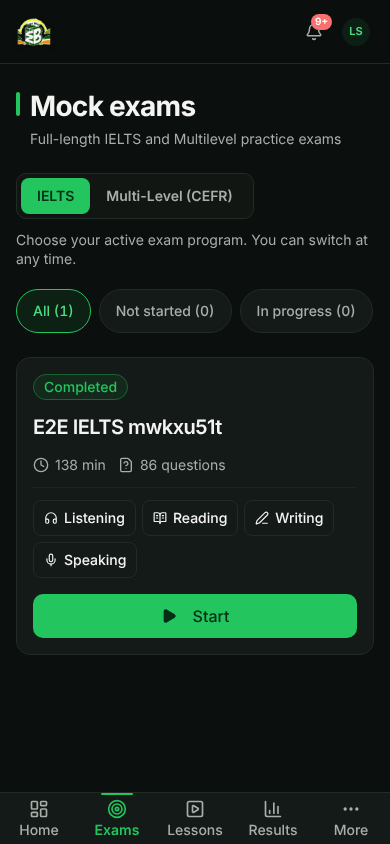 9+
LS
Mock exams
Full-length IELTS and Multilevel practice exams
IELTS
Multi-Level (CEFR)
Choose your active exam program. You can switch at
any time.
All (1)
Not started (0)
In progress (0)
Completed
E2E IELTS mwkxu51t
138 min
86 questions
Listening
Reading
Writing
Speaking
Start
Home
Exams
Lessons
Results
More